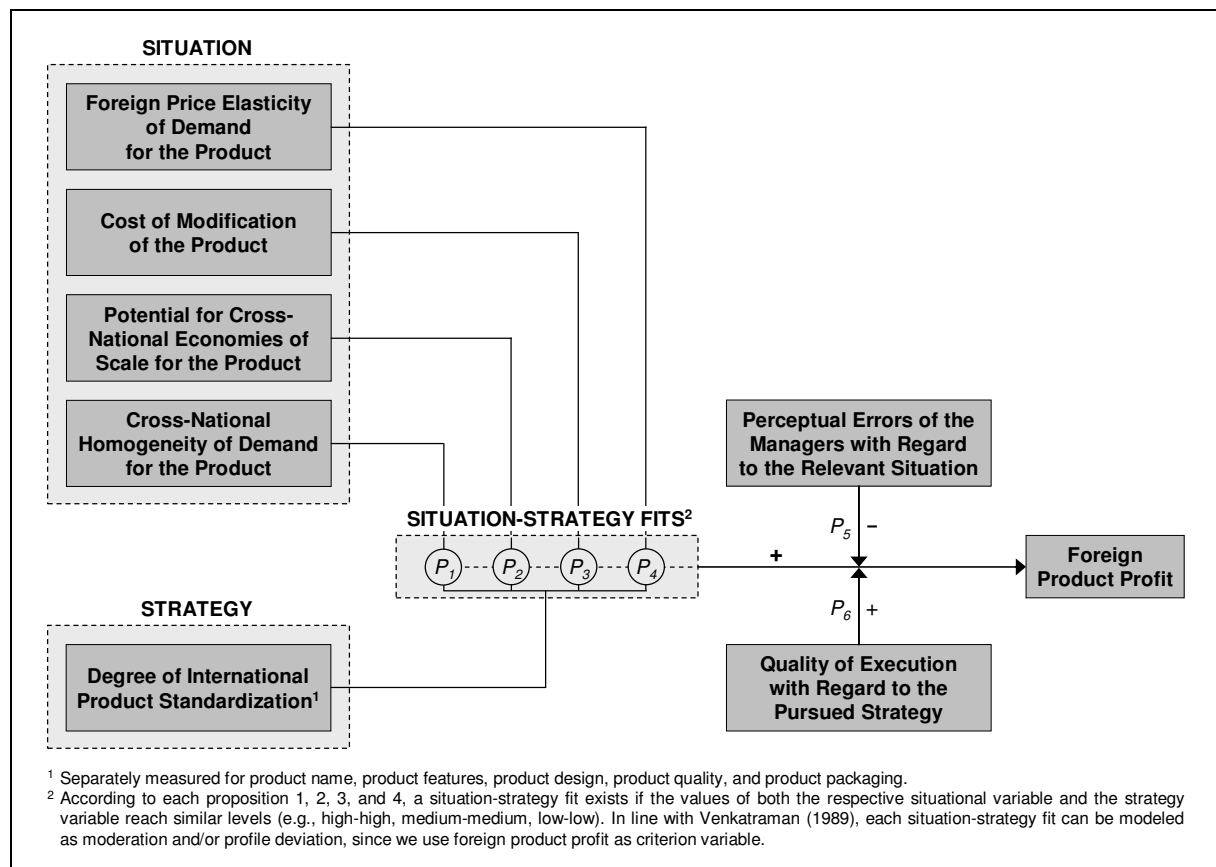 SITUATION
Foreign Price Elasticity
of Demand
for the Product
Cost of Modification
of the Product
Potential for Cross-
National Economies of
Scale for the Product
Cross-National
Homogeneity of Demand
for the Product
Perceptual Errors of the
Managers with Regard
to the Relevant Situation
SITUATION-STRATEGY FITS²
P₅ –
P₁ P₂ P₃ P₄
+
Foreign
Product Profit
P₆ +
STRATEGY
Degree of International
Product Standardization¹
Quality of Execution
with Regard to the
Pursued Strategy
¹ Separately measured for product name, product features, product design, product quality, and product packaging.
² According to each proposition 1, 2, 3, and 4, a situation-strategy fit exists if the values of both the respective situational variable and the strategy
variable reach similar levels (e.g., high-high, medium-medium, low-low). In line with Venkatraman (1989), each situation-strategy fit can be modeled
as moderation and/or profile deviation, since we use foreign product profit as criterion variable.